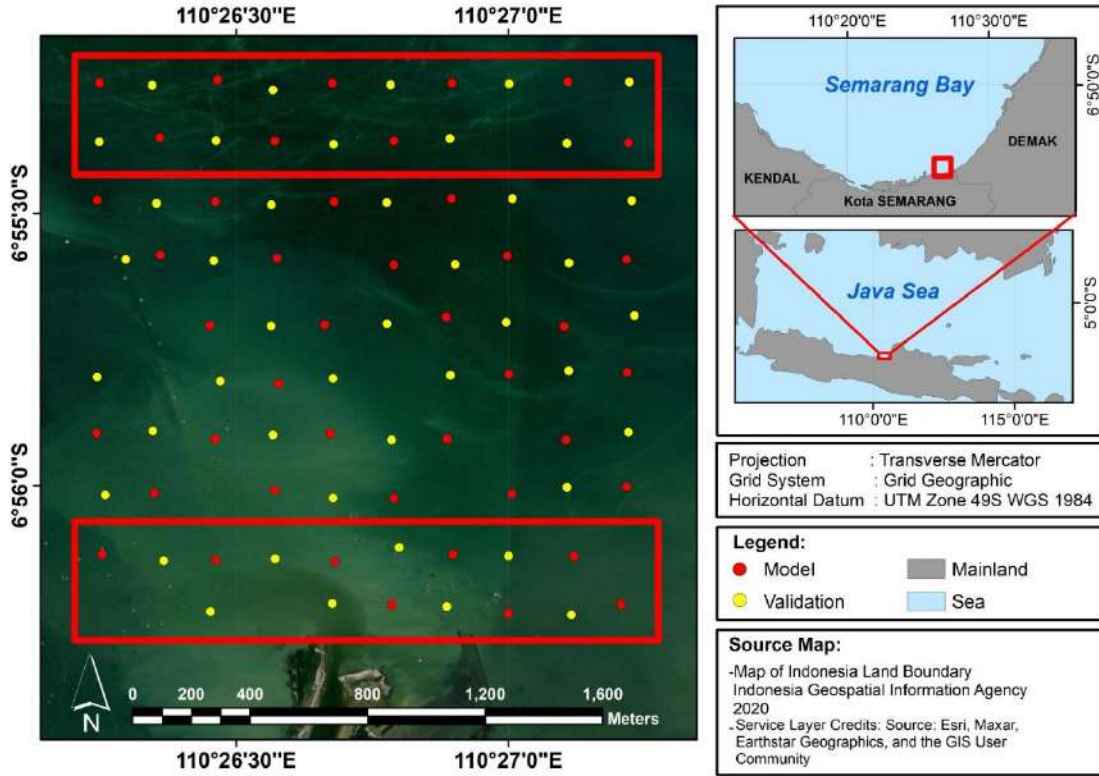 110°26'30"E 110°27'0"E
6°55'30"S
6°56'0"S
0 200 400 800 1,200 1,600
Meters
N
110°26'30"E 110°27'0"E
110°20'0"E 110°30'0"E
Semarang Bay
6°50'0"S
DEMAK
KENDAL
Kota SEMARANG
Java Sea
5°0'0"S
110°0'0"E 115°0'0"E
Projection : Transverse Mercator
Grid System : Grid Geographic
Horizontal Datum : UTM Zone 49S WGS 1984
Legend:
Model Mainland
Validation Sea
Source Map:
-Map of Indonesia Land Boundary
Indonesia Geospatial Information Agency
2020
- Service Layer Credits: Source: Esri, Maxar,
Earthstar Geographics, and the GIS User
Community